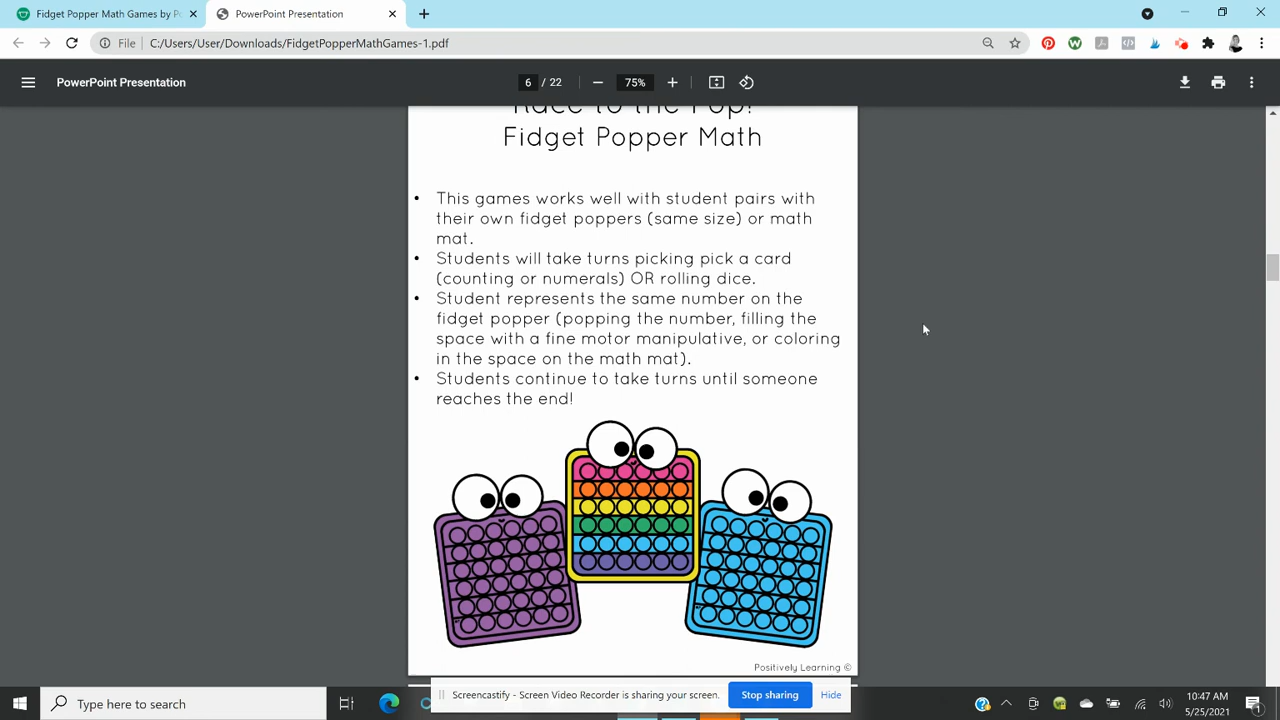 Fidget Popper Math Games by P
PowerPoint Presentation
File
C:/Users/User/Downloads/FidgetPopperMathGames-1.pdf
PowerPoint Presentation
6 / 22
75%
Race to the Pop!
Fidget Popper Math
• This games works well with student pairs with
their own fidget poppers (same size) or math
mat.
• Students will take turns picking pick a card
(counting or numerals) OR rolling dice.
• Student represents the same number on the
fidget popper (popping the number, filling the
space with a fine motor manipulative, or coloring
in the space on the math mat).
• Students continue to take turns until someone
reaches the end!
Positively Learning ©
Screencastify - Screen Video Recorder is sharing your screen.
Stop sharing
Hide
Type here to search
10:47 AM
5/25/2021